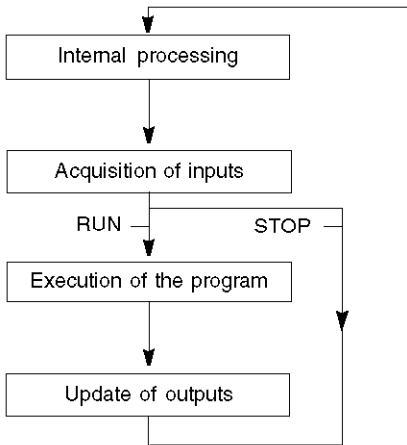 Internal processing
Acquisition of inputs
RUN
STOP
Execution of the program
Update of outputs